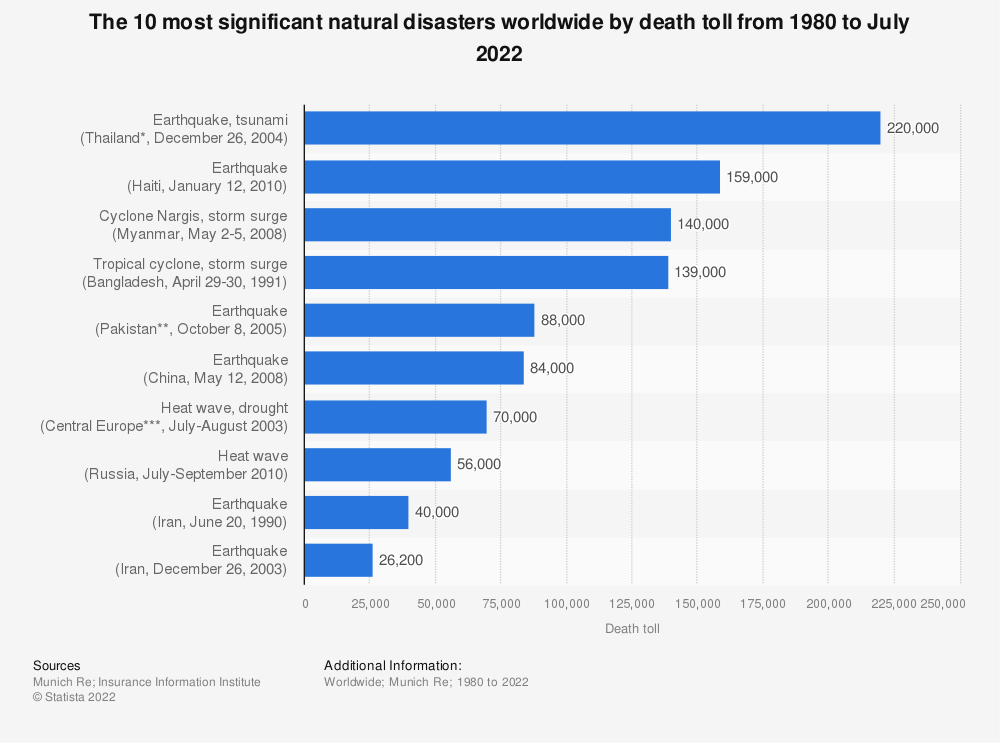 The 10 most significant natural disasters worldwide by death toll from 1980 to July
2022
Earthquake, tsunami
(Thailand*, December 26, 2004)
220,000
Earthquake
(Haiti, January 12, 2010)
159,000
Cyclone Nargis, storm surge
(Myanmar, May 2-5, 2008)
140,000
Tropical cyclone, storm surge
(Bangladesh, April 29-30, 1991)
139,000
Earthquake
(Pakistan**, October 8, 2005)
88,000
Earthquake
(China, May 12, 2008)
84,000
Heat wave, drought
(Central Europe***, July-August 2003)
70,000
Heat wave
(Russia, July-September 2010)
56,000
Earthquake
(Iran, June 20, 1990)
40,000
Earthquake
(Iran, December 26, 2003)
26,200
0 25,000 50,000 75,000 100,000 125,000 150,000 175,000 200,000 225,000 250,000
Death toll
Sources
Munich Re; Insurance Information Institute
© Statista 2022
Additional Information:
Worldwide; Munich Re; 1980 to 2022